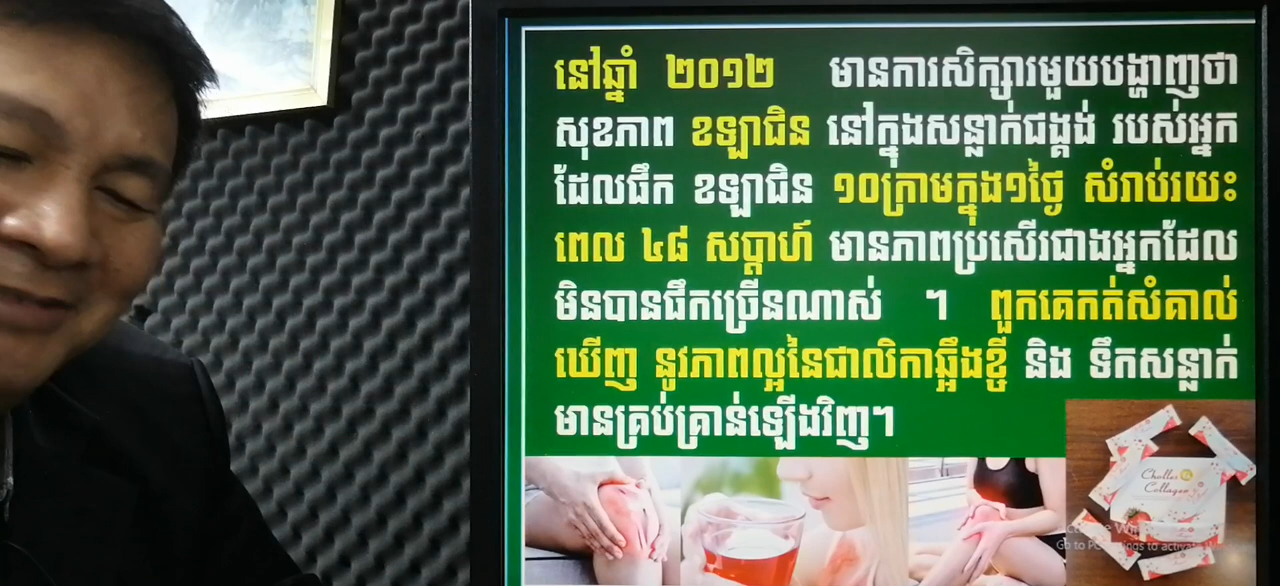 នៅឆ្នាំ ២០១២ មានការសិក្សារមួយបង្ហាញថា
សុខភាព ខឡាជិន នៅក្នុងសន្លាក់ជង្គង់ របស់អ្នក
ដែលផឹក ខឡាជិន ១០ក្រាមក្នុង១ថ្ងៃ សំរាប់រយះ
ពេល ៤៨ សប្តាហ៍ មានភាពប្រសើរជាងអ្នកដែល
មិនបានផឹកច្រើនណាស់ ។ ពួកគេកត់សំគាល់
ឃើញ នូវភាពល្អនៃជាលិកាឆ្អឹងខ្ចី និង ទឹកសន្លាក់
មានគ្រប់គ្រាន់ឡើងវិញ។
Collagen
Go to PC settings to activate